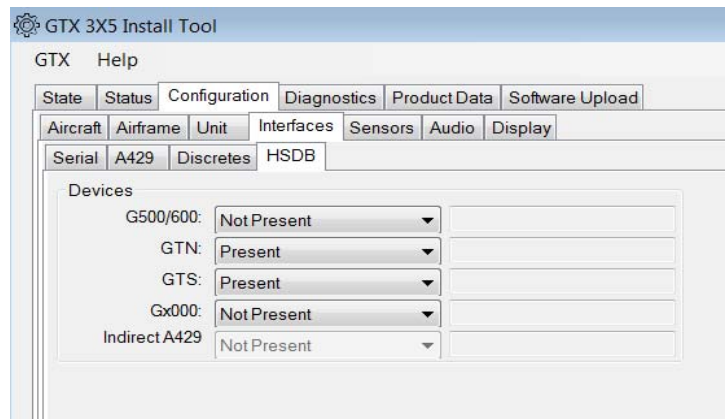 GTX 3X5 Install Tool
GTX Help
State Status Configuration Diagnostics Product Data Software Upload
Aircraft Airframe Unit Interfaces Sensors Audio Display
Serial A429 Discretes HSDB
Devices
G500/600: Not Present
GTN: Present
GTS: Present
Gx000: Not Present
Indirect A429 Not Present